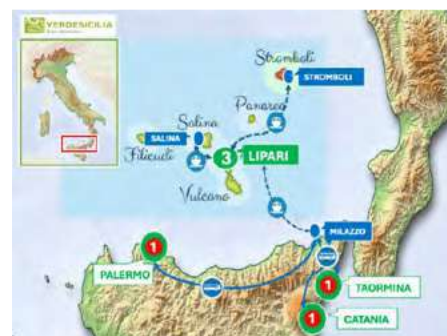 VERDESICILIA
Stromboli
STROMBOLI
Panarea
Salina
SALINA
Filicudi
3
LIPARI
Vulcano
MILAZZO
1
PALERMO
1
TAORMINA
1
CATANIA